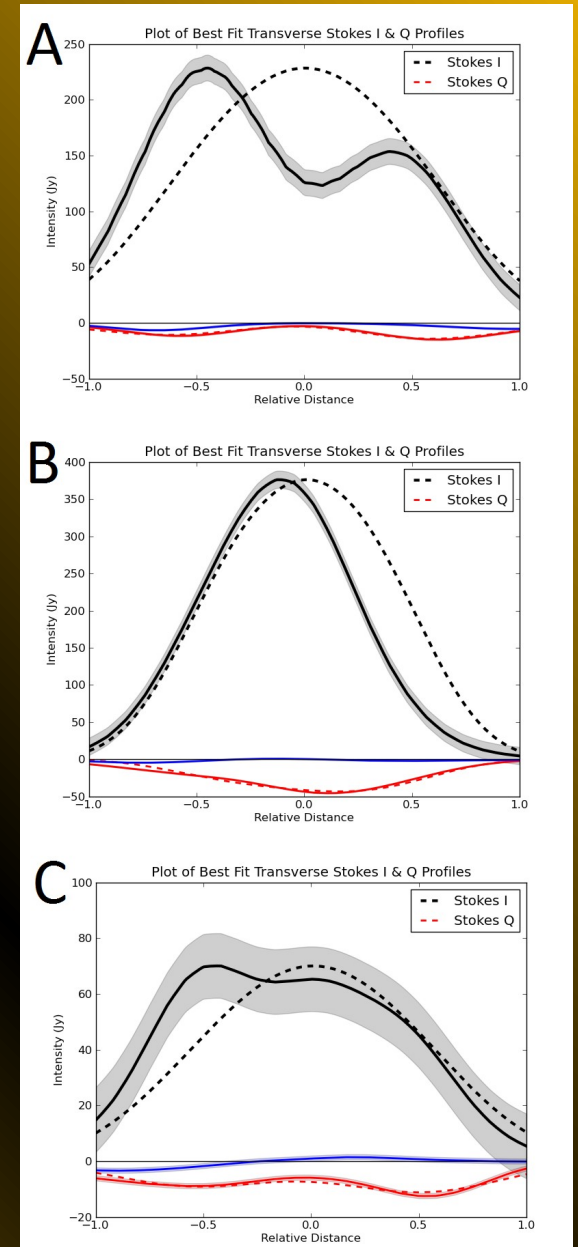 A
Plot of Best Fit Transverse Stokes I & Q Profiles
250
200
150
100
50
0
−50
Intensity (Jy)
Stokes I
Stokes Q
−1.0 −0.5 0.0 0.5 1.0
Relative Distance
B
Plot of Best Fit Transverse Stokes I & Q Profiles
400
350
300
250
200
150
100
50
0
−50
Intensity (Jy)
Stokes I
Stokes Q
−1.0 −0.5 0.0 0.5 1.0
Relative Distance
C
Plot of Best Fit Transverse Stokes I & Q Profiles
100
80
60
40
20
0
−20
Intensity (Jy)
Stokes I
Stokes Q
−1.0 −0.5 0.0 0.5 1.0
Relative Distance